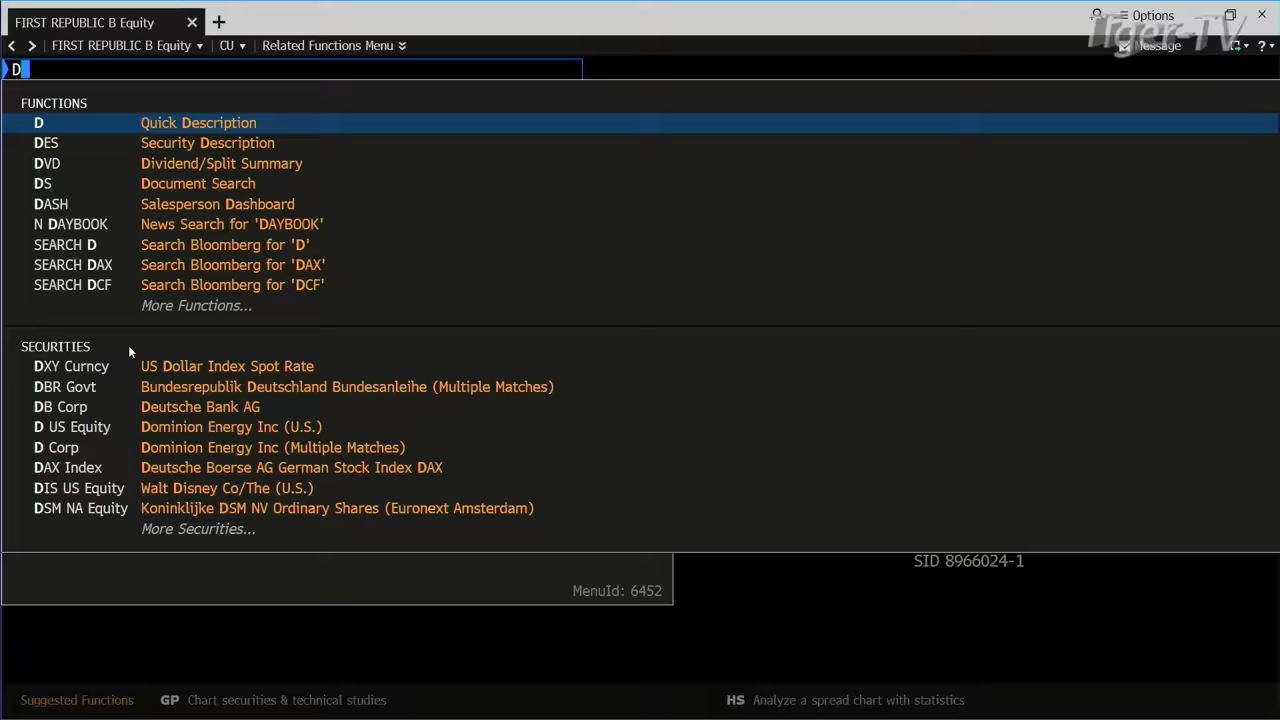 FIRST REPUBLIC B Equity
Options
Tiger-TV
FIRST REPUBLIC B Equity CU Related Functions Menu
Message
?
D
FUNCTIONS
D Quick Description
DES Security Description
DVD Dividend/Split Summary
DS Document Search
DASH Salesperson Dashboard
N DAYBOOK News Search for 'DAYBOOK'
SEARCH D Search Bloomberg for 'D'
SEARCH DAX Search Bloomberg for 'DAX'
SEARCH DCF Search Bloomberg for 'DCF'
More Functions...
SECURITIES
DXY Curncy US Dollar Index Spot Rate
DBR Govt Bundesrepublik Deutschland Bundesanleihe (Multiple Matches)
DB Corp Deutsche Bank AG
D US Equity Dominion Energy Inc (U.S.)
D Corp Dominion Energy Inc (Multiple Matches)
DAX Index Deutsche Boerse AG German Stock Index DAX
DIS US Equity Walt Disney Co/The (U.S.)
DSM NA Equity Koninklijke DSM NV Ordinary Shares (Euronext Amsterdam)
More Securities...
SID 8966024-1
MenuId: 6452
Suggested Functions GP Chart securities & technical studies HS Analyze a spread chart with statistics